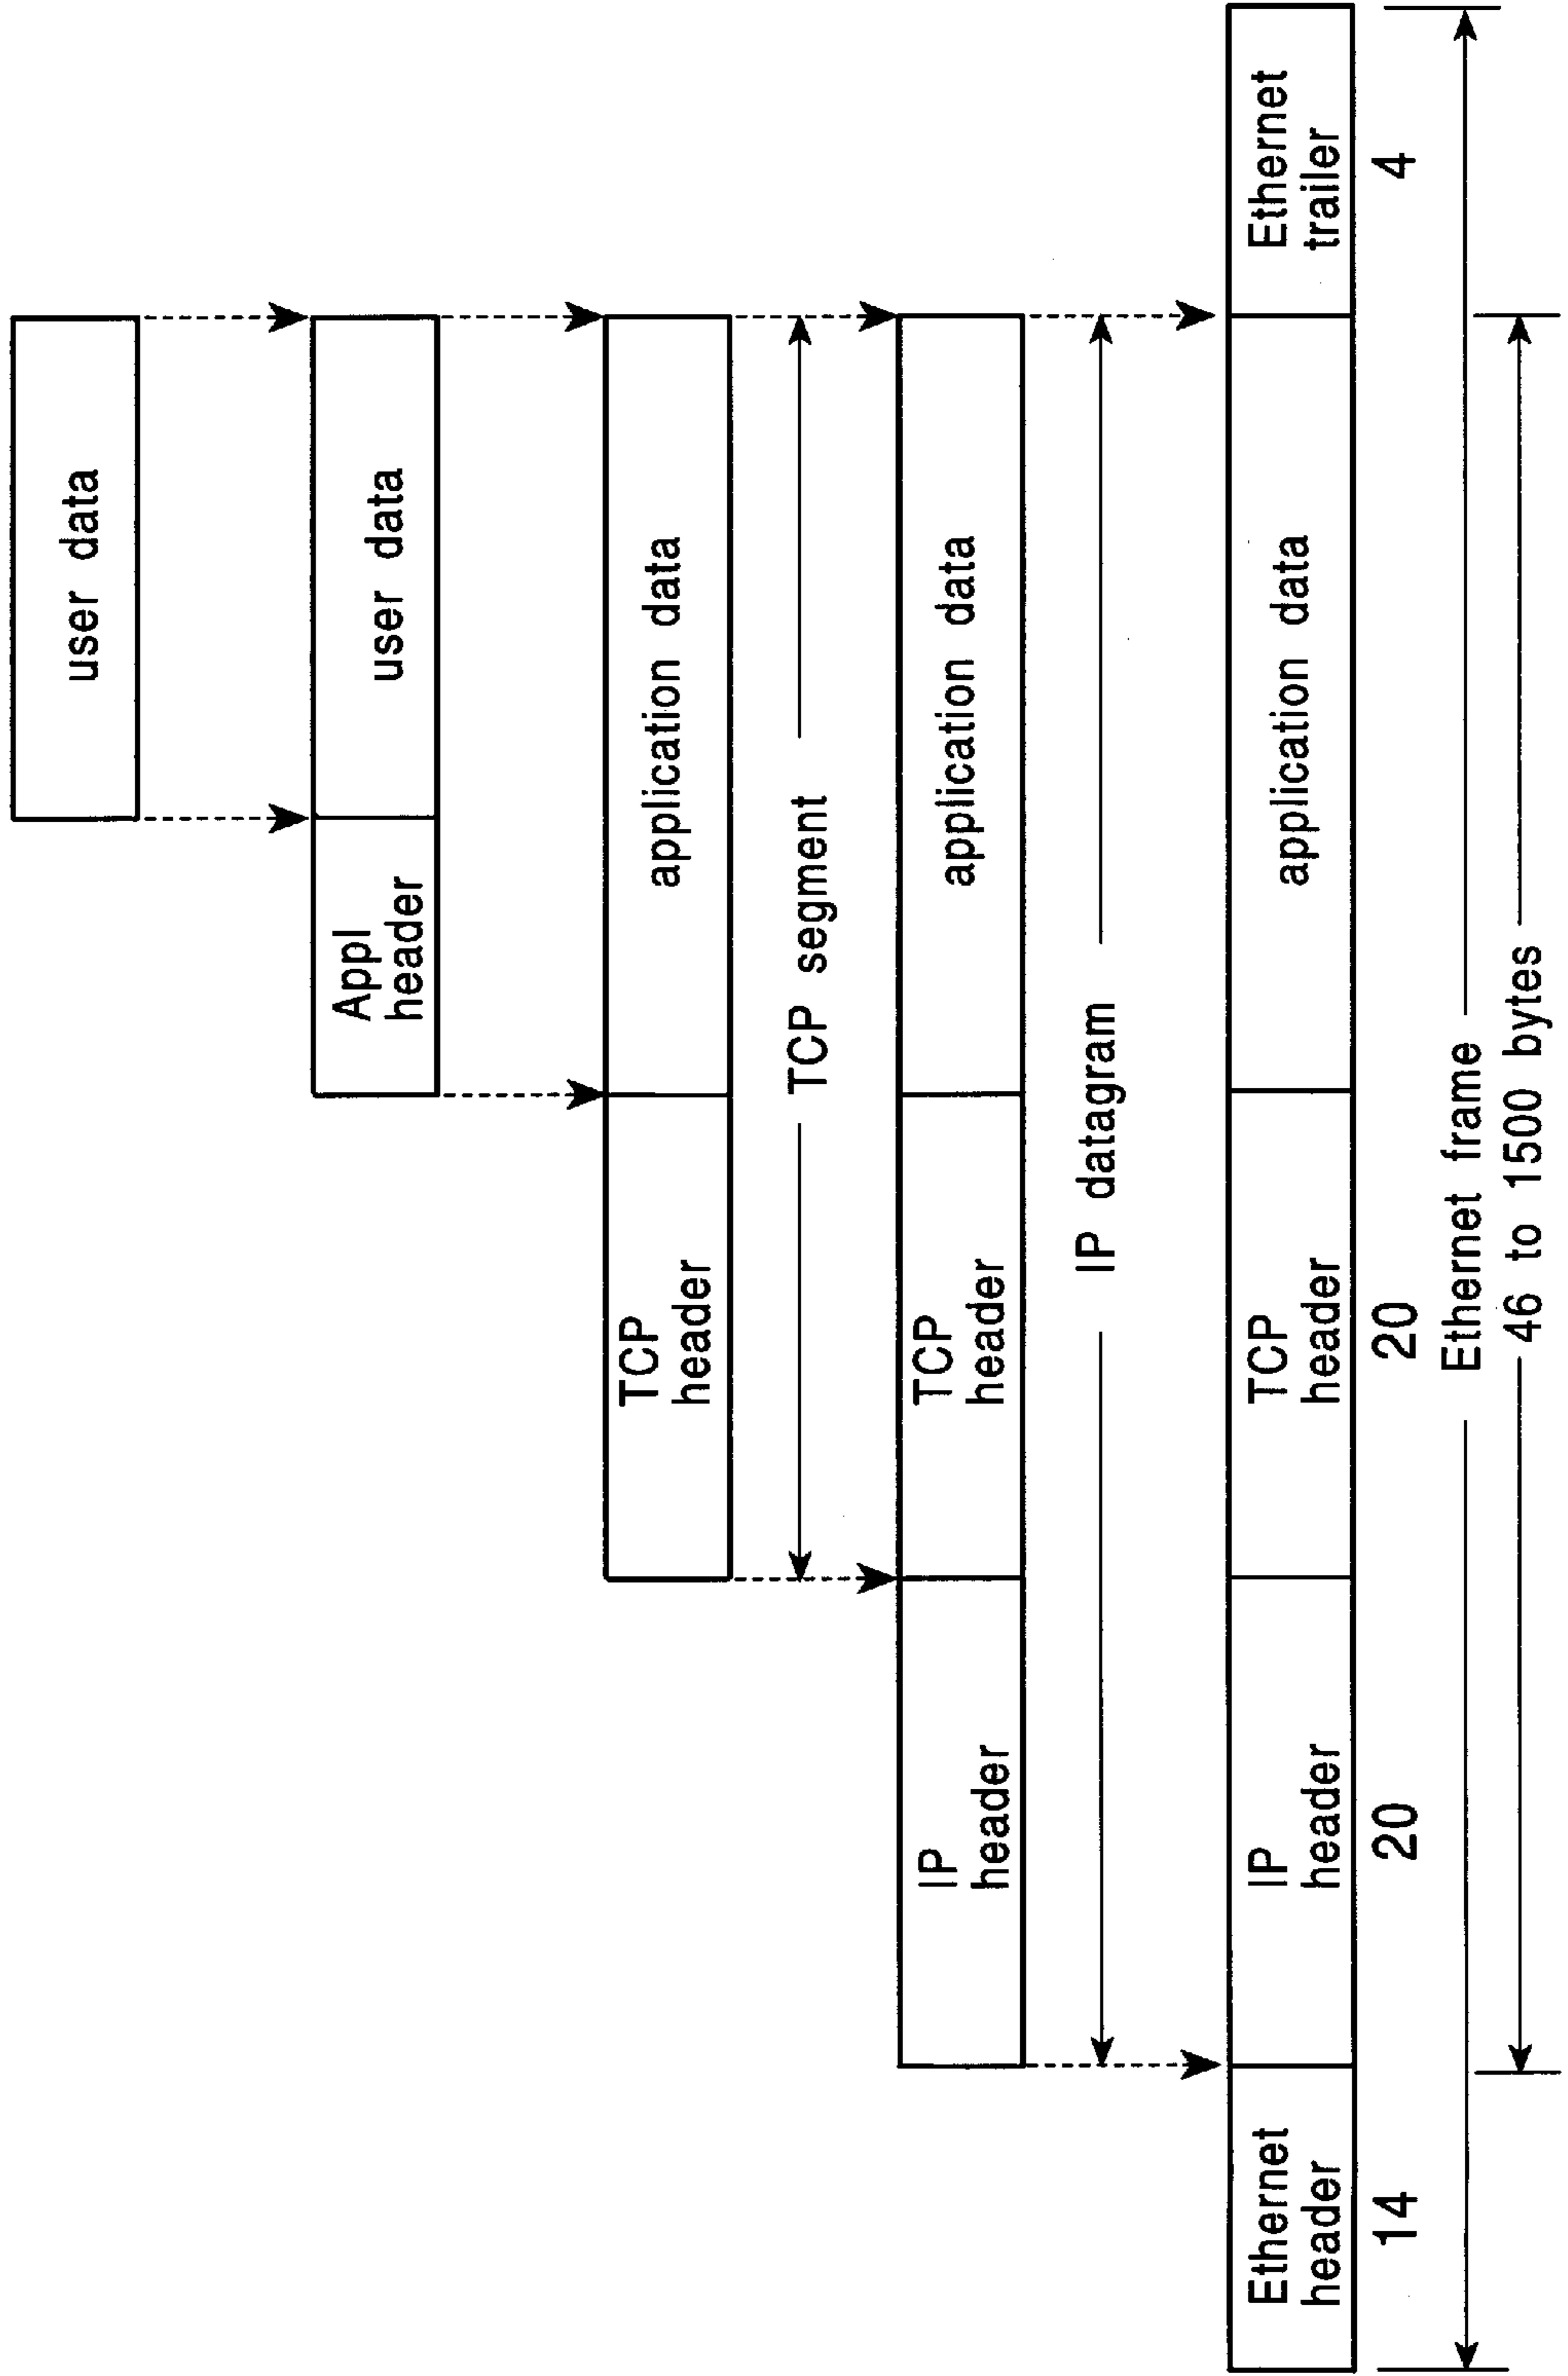 user data
Appl
header
user data
TCP
header
application data
TCP segment
IP
header
TCP
header
application data
IP datagram
Ethernet
header
IP
header
TCP
header
application data
Ethernet
trailer
14
20
20
4
Ethernet frame
46 to 1500 bytes